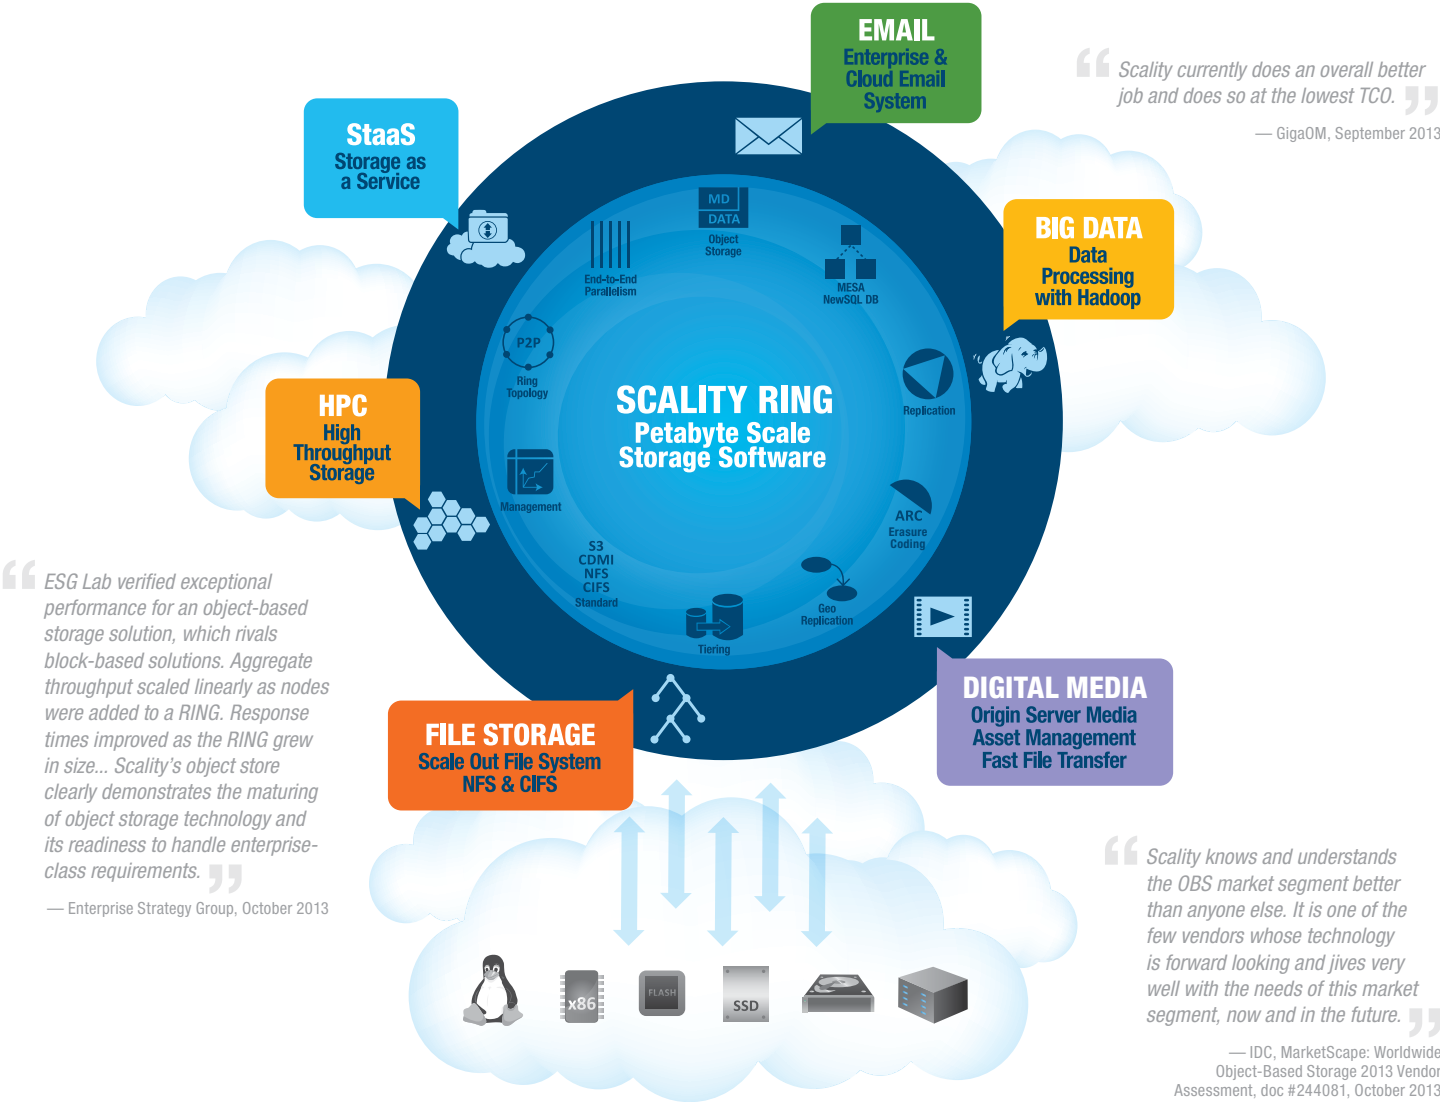 EMAIL
Enterprise &
Cloud Email
System
Scality currently does an overall better
job and does so at the lowest TCO.
— GigaOM, September 2013
StaaS
Storage as
a Service
BIG DATA
Data
Processing
with Hadoop
MD
DATA
Object
Storage
End-to-End
Parallelism
MESA
NewSQL DB
P2P
Ring
Topology
Replication
SCALITY RING
Petabyte Scale
Storage Software
HPC
High
Throughput
Storage
Management
ARC
Erasure
Coding
S3
CDMI
NFS
CIFS
Standard
Geo
Replication
Tiering
“ ESG Lab verified exceptional
performance for an object-based
storage solution, which rivals
block-based solutions. Aggregate
throughput scaled linearly as nodes
were added to a RING. Response
times improved as the RING grew
in size... Scality’s object store
clearly demonstrates the maturing
of object storage technology and
its readiness to handle enterprise-
class requirements. ”
— Enterprise Strategy Group, October 2013
FILE STORAGE
Scale Out File System
NFS & CIFS
DIGITAL MEDIA
Origin Server Media
Asset Management
Fast File Transfer
x86
FLASH
SSD
“ Scality knows and understands
the OBS market segment better
than anyone else. It is one of the
few vendors whose technology
is forward looking and jives very
well with the needs of this market
segment, now and in the future. ”
— IDC, MarketScape: Worldwide
Object-Based Storage 2013 Vendor
Assessment, doc #244081, October 2013